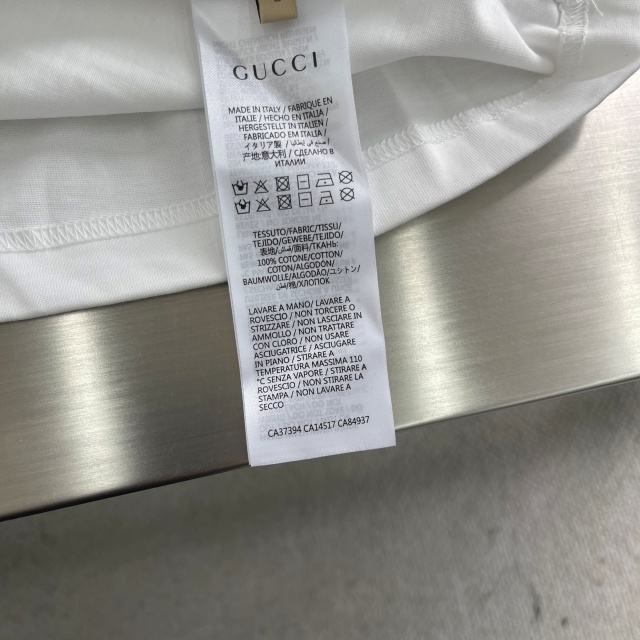 GUCCI
MADE IN ITALY / FABRIQUE EN
ITALIE / HECHO EN ITALIA /
HERGESTELLT IN ITALIEN /
FABRICADO EM ITALIA /
イタリア製 / صنع في إيطاليا /
产地意大利 / СДЕЛАНО В
ИТАЛИИ
TESSUTO/FABRIC/TISSU/
TEJIDO/GEWEBE/TEJIDO/
表地/قماش/面料/ТКАНЬ
100% COTONE/COTTON/
COTON/ALGODON/
BAUMWOLLE/ALGODÃO/コットン/
قطن/棉/ХЛОПОК
LAVARE A MANO/ LAVARE A
ROVESCIO / NON TORCERE O
STRIZZARE / NON LASCIARE IN
AMMOLLO / NON TRATTARE
CON CLORO / NON USARE
ASCIUGATRICE / ASCIUGARE
IN PIANO / STIRARE A
TEMPERATURA MASSIMA 110
°C SENZA VAPORE / STIRARE A
ROVESCIO / NON STIRARE LA
STAMPA / NON LAVARE A
SECCO
CA37394 CA14517 CA84937